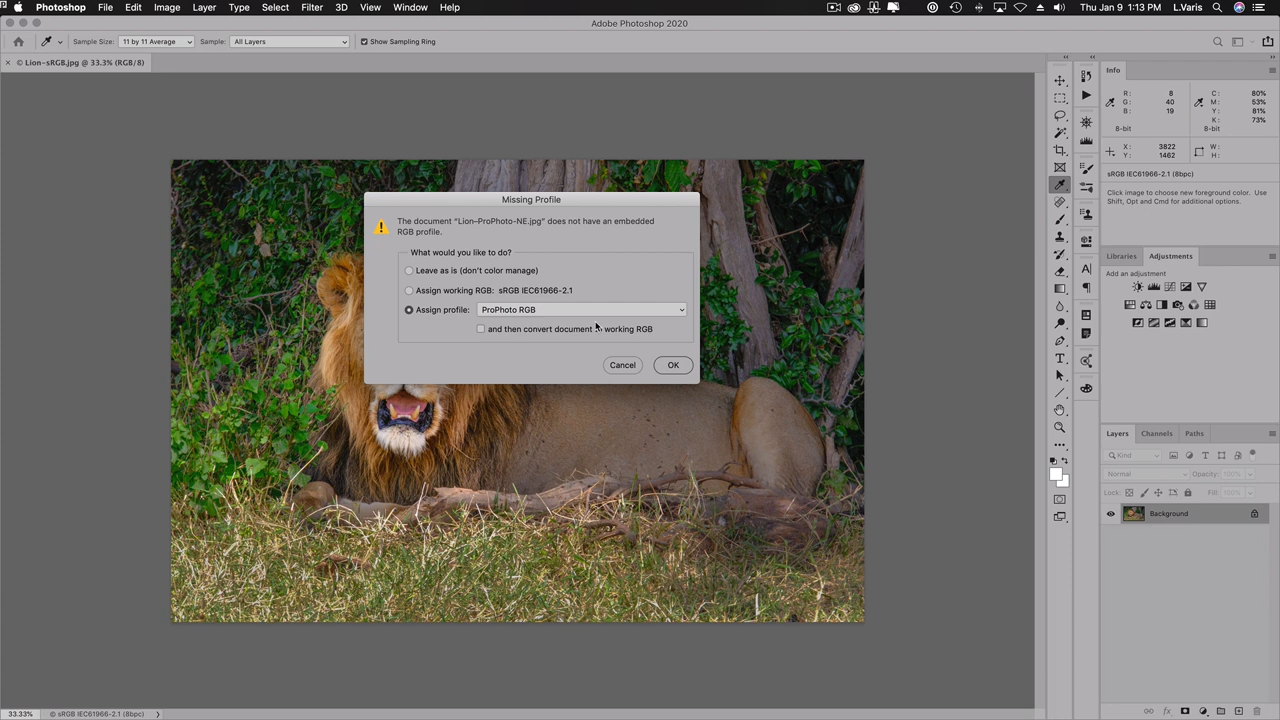 Photoshop File Edit Image Layer Type Select Filter 3D View Window Help Thu Jan 9 1:13 PM L.Varis
Adobe Photoshop 2020
Sample Size: 11 by 11 Average Sample: All Layers Show Sampling Ring
× © Lion-sRGB.jpg @ 33.3% (RGB/8)
Info
R: 8 C: 80%
G: 40 M: 53%
B: 19 Y: 81%
K: 73%
8-bit 8-bit
X: 3822 W:
Y: 1462 H:
sRGB IEC61966-2.1 (8bpc)
Click image to choose new foreground color. Use
Shift, Opt and Cmd for additional options.
Libraries Adjustments
Add an adjustment
Missing Profile
The document “Lion-ProPhoto-NE.jpg” does not have an embedded
RGB profile.
What would you like to do?
Leave as is (don’t color manage)
Assign working RGB: sRGB IEC61966-2.1
Assign profile: ProPhoto RGB
and then convert document to working RGB
Cancel OK
Layers Channels Paths
Kind
Normal Opacity: 100%
Lock: Fill: 100%
Background
33.33% © sRGB IEC61966-2.1 (8bpc)